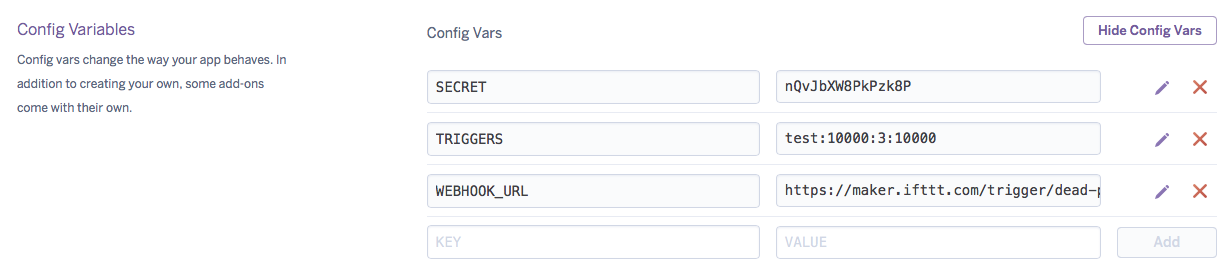 Config Variables
Config vars change the way your app behaves. In
addition to creating your own, some add-ons
come with their own.
Config Vars
Hide Config Vars
SECRET
nQvJbXW8PkPzk8P
TRIGGERS
test:10000:3:10000
WEBHOOK_URL
https://maker.ifttt.com/trigger/dead-p
KEY
VALUE
Add